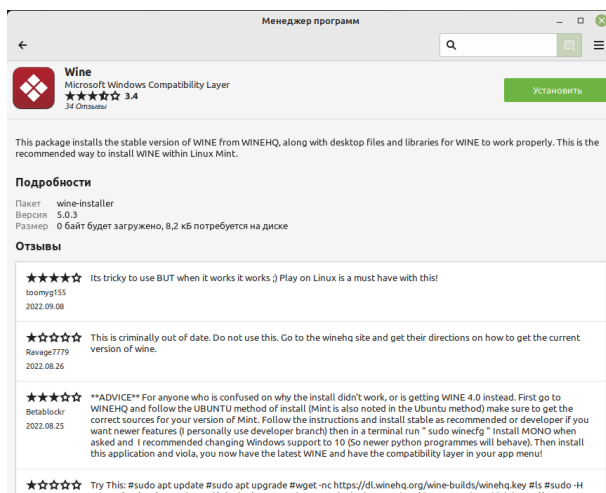 Менеджер программ
Wine
Microsoft Windows Compatibility Layer
3.4
34 Отзывы
Установить
This package installs the stable version of WINE from WINEHQ, along with desktop files and libraries for WINE to work properly. This is the
recommended way to install WINE within Linux Mint.
Подробности
Пакет wine-installer
Версия 5.0.3
Размер 0 байт будет загружено, 8,2 кБ потребуется на диске
Отзывы
Its tricky to use BUT when it works it works ;) Play on Linux is a must have with this!
toomyg155
2022.09.08
This is criminally out of date. Do not use this. Go to the winehq site and get their directions on how to get the current
version of wine.
Ravage7779
2022.08.26
**ADVICE** For anyone who is confused on why the install didn't work, or is getting WINE 4.0 instead. First go to
WINEHQ and follow the UBUNTU method of install (Mint is also noted in the Ubuntu method) make sure to get the
correct sources for your version of Mint. Follow the instructions and install stable as recommended or developer if you
want newer features (I personally use developer branch) then in a terminal run " sudo winecfg " Install MONO when
asked and I recommended changing Windows support to 10 (So newer python programmes will behave). Then install
this application and viola, you now have the latest WINE and have the compatibility layer in your app menu!
Betablockr
2022.08.25
Try This: #sudo apt update #sudo apt upgrade #wget -nc https://dl.winehq.org/wine-builds/winehq.key #ls #sudo -H